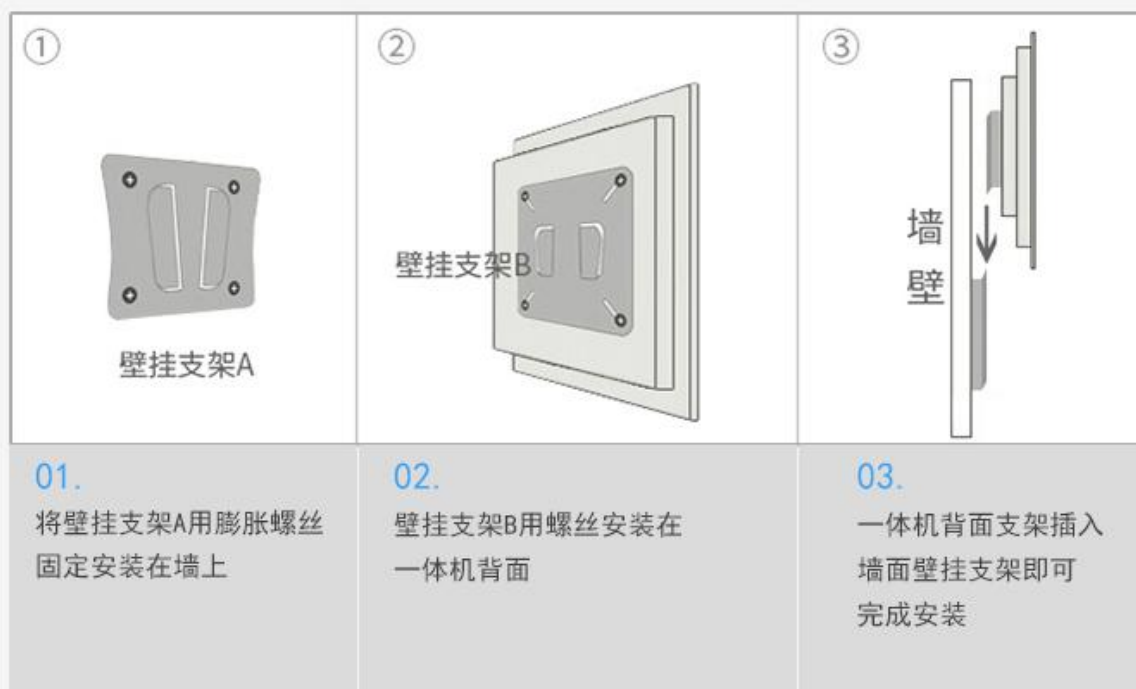 ①
壁挂支架A
②
壁挂支架B
③
墙
壁
01.
将壁挂支架A用膨胀螺丝
固定安装在墙上
02.
壁挂支架B用螺丝安装在
一体机背面
03.
一体机背面支架插入
墙面壁挂支架即可
完成安装